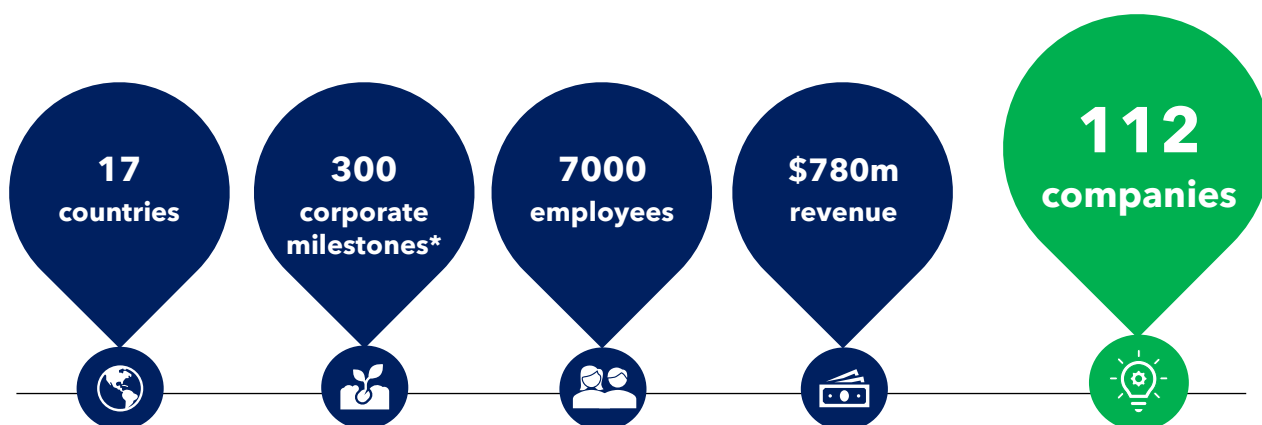 17
countries
300
corporate
milestones*
7000
employees
$780m
revenue
112
companies